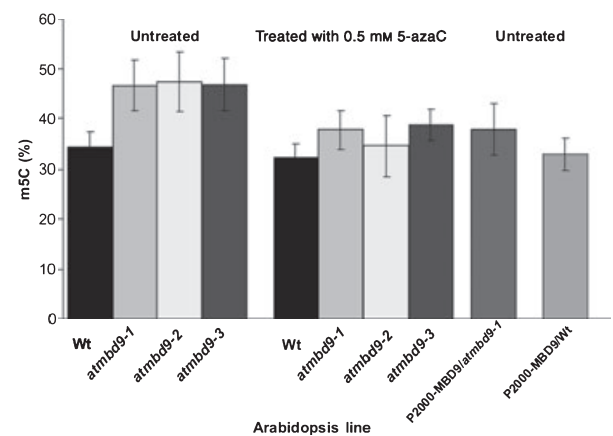 60
50
40
30
20
10
0
m5C (%)
Untreated
Treated with 0.5 mM 5-azaC
Untreated
Wt
atmbd9-1
atmbd9-2
atmbd9-3
Wt
atmbd9-1
atmbd9-2
atmbd9-3
P2000-MBD9/atmbd9-1
P2000-MBD9/Wt
Arabidopsis line